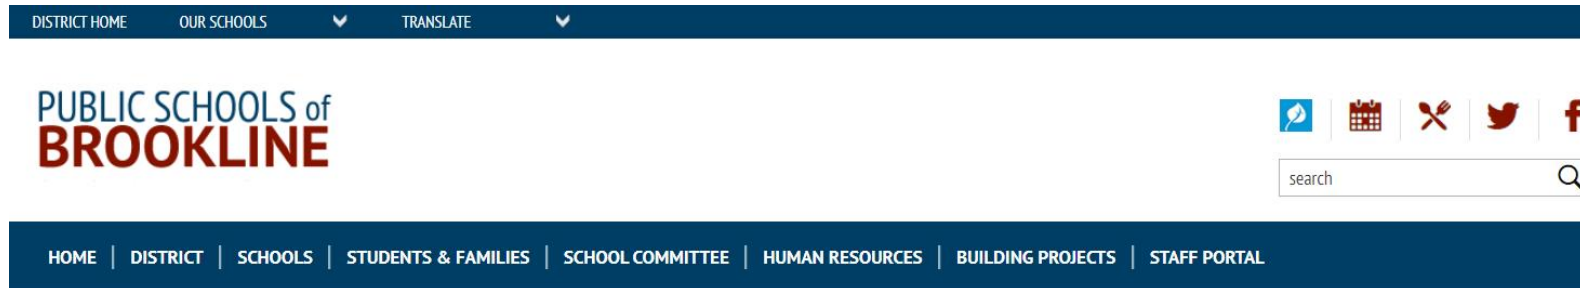 DISTRICT HOME OUR SCHOOLS TRANSLATE
PUBLIC SCHOOLS of
BROOKLINE
search
HOME | DISTRICT | SCHOOLS | STUDENTS & FAMILIES | SCHOOL COMMITTEE | HUMAN RESOURCES | BUILDING PROJECTS | STAFF PORTAL